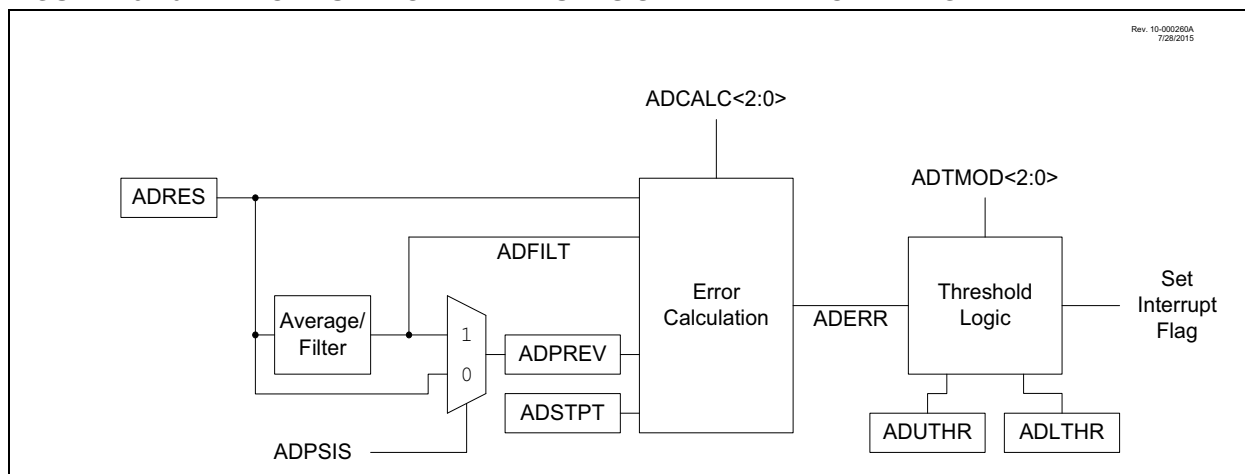 Rev. 10-000260A
7/28/2015
ADCALC<2:0>
ADRES
ADTMOD<2:0>
ADFILT
Error
Calculation
Threshold
Logic
Set
Interrupt
Flag
Average/
Filter
1
0
ADPREV
ADERR
ADSTPT
ADPSIS
ADUTHR
ADLTHR